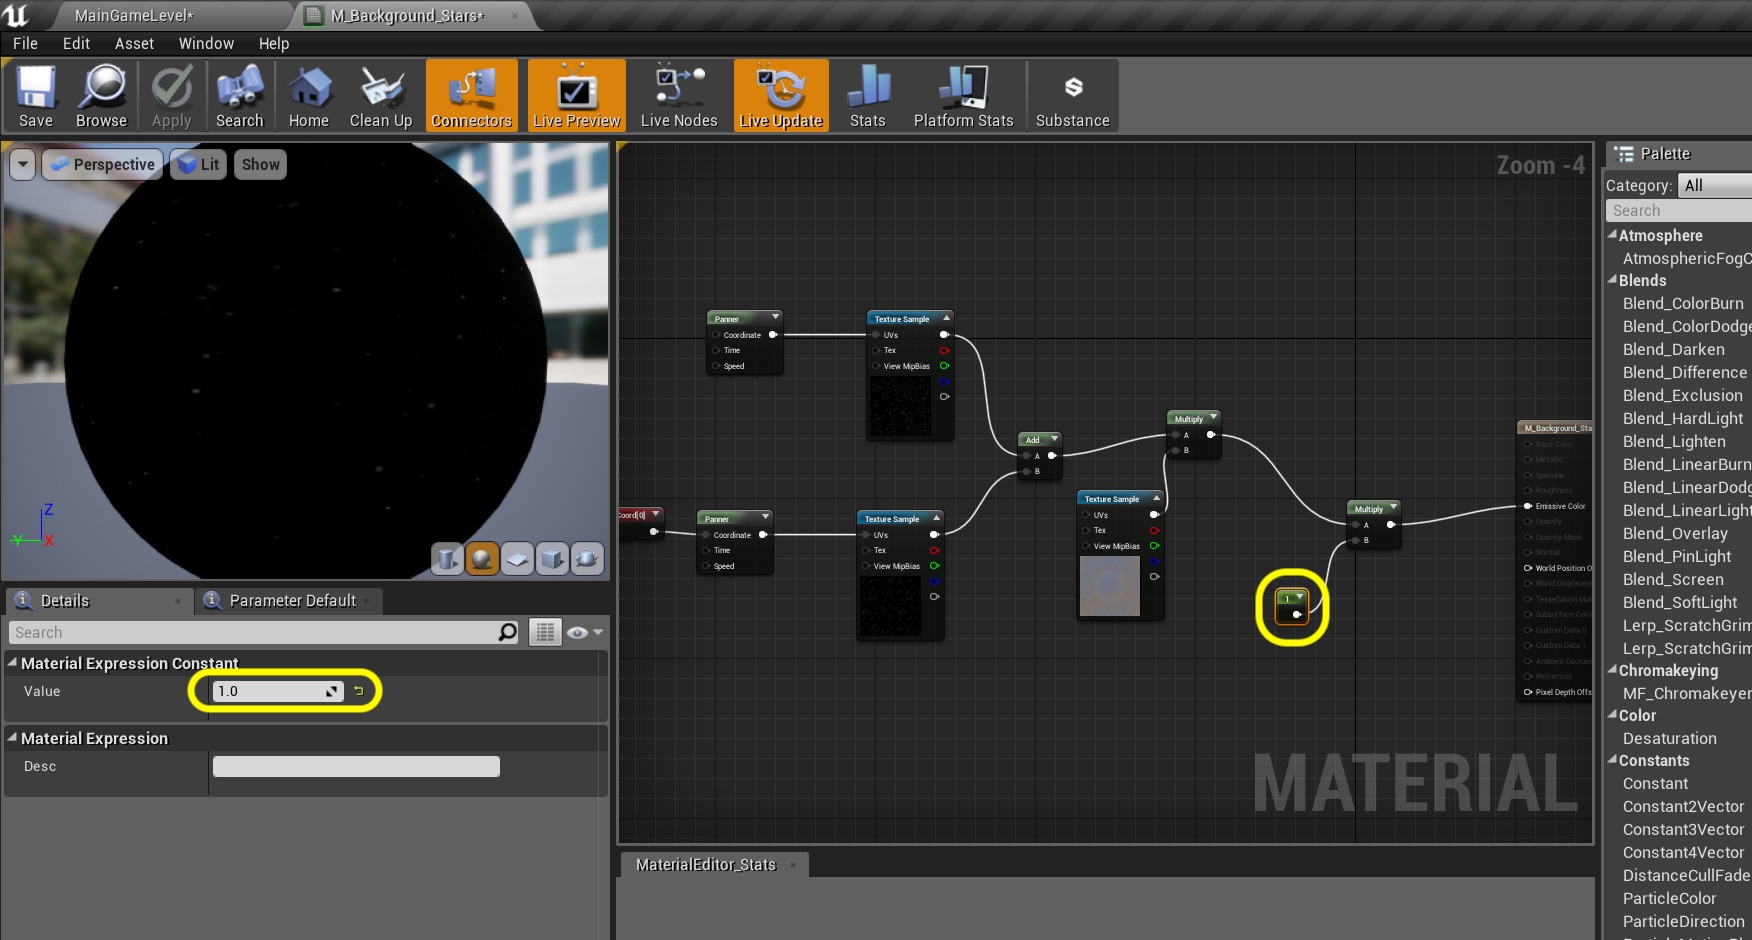 MainGameLevel*
M_Background_Stars*
File Edit Asset Window Help
Save Browse Apply Search Home Clean Up Connectors Live Preview Live Nodes Live Update Stats Platform Stats Substance
Perspective Lit Show
Z
Y X
Zoom -4
Panner
Coordinate
Time
Speed
Texture Sample
UVs
Tex
View MipBias
Add
A
B
Multiply
A
B
Coord[0]
Panner
Coordinate
Time
Speed
Texture Sample
UVs
Tex
View MipBias
Texture Sample
UVs
Tex
View MipBias
Multiply
A
B
1
M_Background_Sta
Base Color
Metallic
Specular
Roughness
Emissive Color
Opacity
Opacity Mask
Normal
World Position O
World Displacem
Tessellation Mul
Subsurface Colo
Custom Data 0
Custom Data 1
Ambient Occlus
Refraction
Pixel Depth Offs
MATERIAL
Details
Parameter Default
Search
Material Expression Constant
Value 1.0
Material Expression
Desc
MaterialEditor_Stats
Palette
Category: All
Search
Atmosphere
AtmosphericFogC
Blends
Blend_ColorBurn
Blend_ColorDodge
Blend_Darken
Blend_Difference
Blend_Exclusion
Blend_HardLight
Blend_Lighten
Blend_LinearBurn
Blend_LinearDodg
Blend_LinearLight
Blend_Overlay
Blend_PinLight
Blend_Screen
Blend_SoftLight
Lerp_ScratchGrim
Lerp_ScratchGrim
Chromakeying
MF_Chromakeyer
Color
Desaturation
Constants
Constant
Constant2Vector
Constant3Vector
Constant4Vector
DistanceCullFade
ParticleColor
ParticleDirection